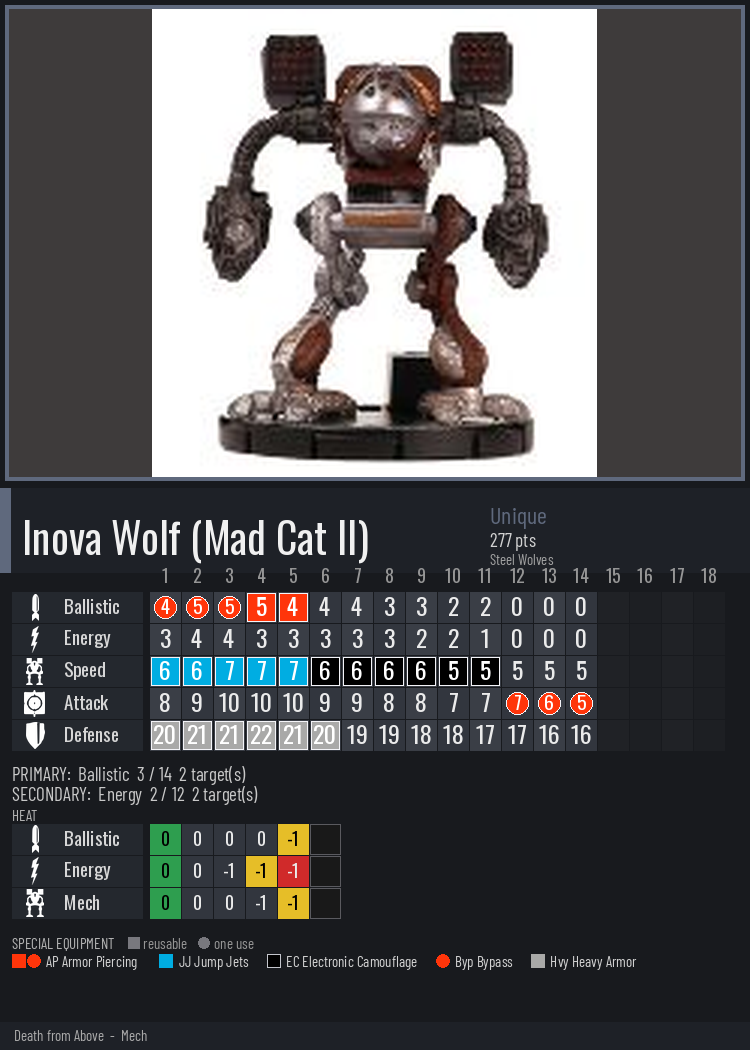 Inova Wolf (Mad Cat II)
Unique
277 pts
Steel Wolves
1 2 3 4 5 6 7 8 9 10 11 12 13 14 15 16 17 18
Ballistic 4 5 5 5 4 4 4 3 3 2 2 0 0 0
Energy 3 4 4 3 3 3 3 3 2 2 1 0 0 0
Speed 6 6 7 7 7 6 6 6 6 5 5 5 5 5
Attack 8 9 10 10 10 9 9 8 8 7 7 7 6 5
Defense 20 21 21 22 21 20 19 19 18 18 17 17 16 16
PRIMARY: Ballistic 3 / 14 2 target(s)
SECONDARY: Energy 2 / 12 2 target(s)
HEAT
Ballistic 0 0 0 0 -1
Energy 0 0 -1 -1 -1
Mech 0 0 0 -1 -1
SPECIAL EQUIPMENT reusable one use
AP Armor Piercing JJ Jump Jets EC Electronic Camouflage Byp Bypass Hvy Heavy Armor
Death from Above - Mech